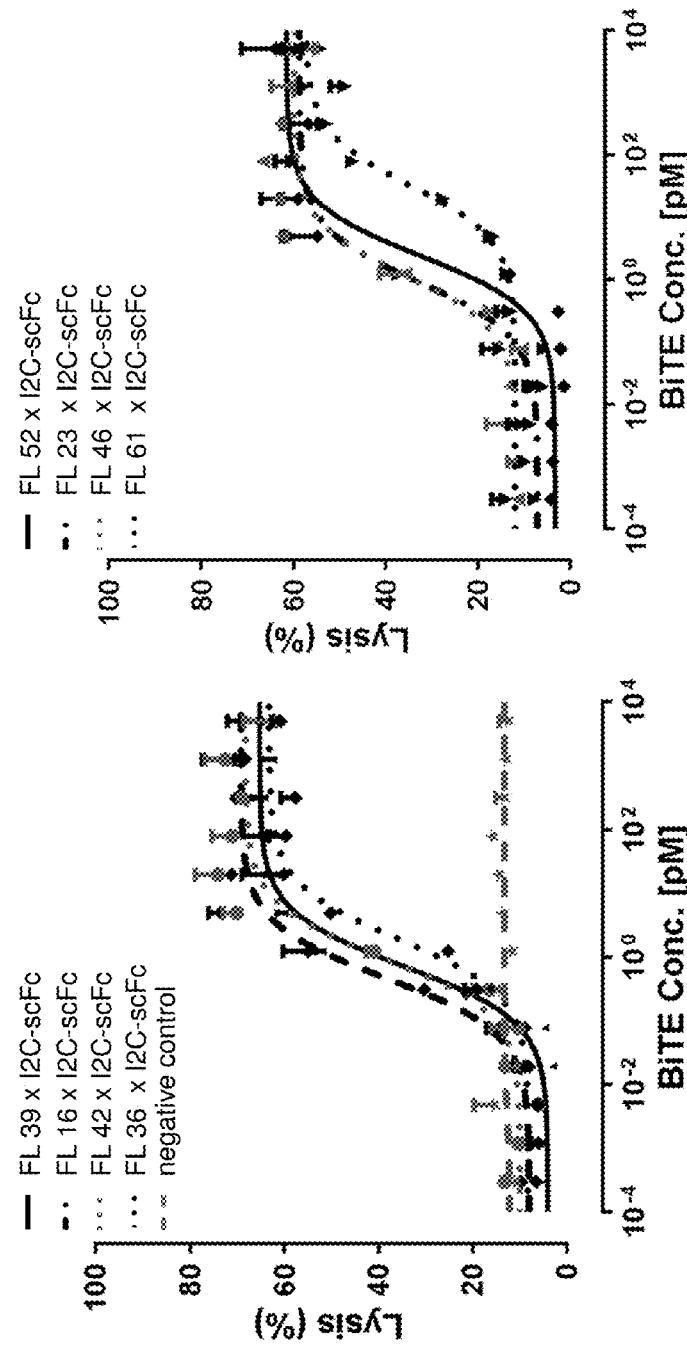 FL 39 x I2C-scFc
FL 16 x I2C-scFc
FL 42 x I2C-scFc
FL 36 x I2C-scFc
negative control
100
80
60
40
20
0
Lysis (%)
10-4
10-2
100
102
104
BiTE Conc. [pM]
FL 52 x I2C-scFc
FL 23 x I2C-scFc
FL 46 x I2C-scFc
FL 61 x I2C-scFc
100
80
60
40
20
0
Lysis (%)
10-4
10-2
100
102
104
BiTE Conc. [pM]